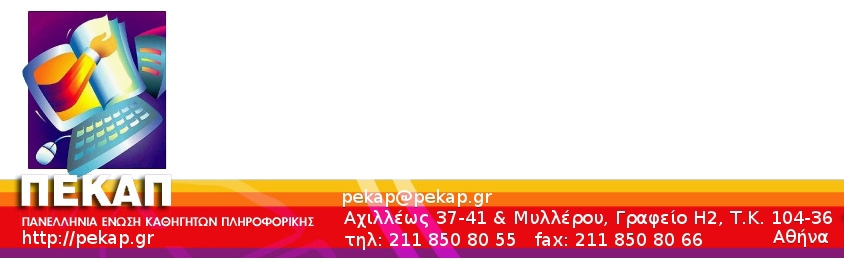 ΠΕΚΑΠ
ΠΑΝΕΛΛΗΝΙΑ ΕΝΩΣΗ ΚΑΘΗΓΗΤΩΝ ΠΛΗΡΟΦΟΡΙΚΗΣ
http://pekap.gr
pekap@pekap.gr
Αχιλλέως 37-41 & Μυλλέρου, Γραφείο Η2, Τ.Κ. 104-36
Αθήνα
τηλ: 211 850 80 55 fax: 211 850 80 66